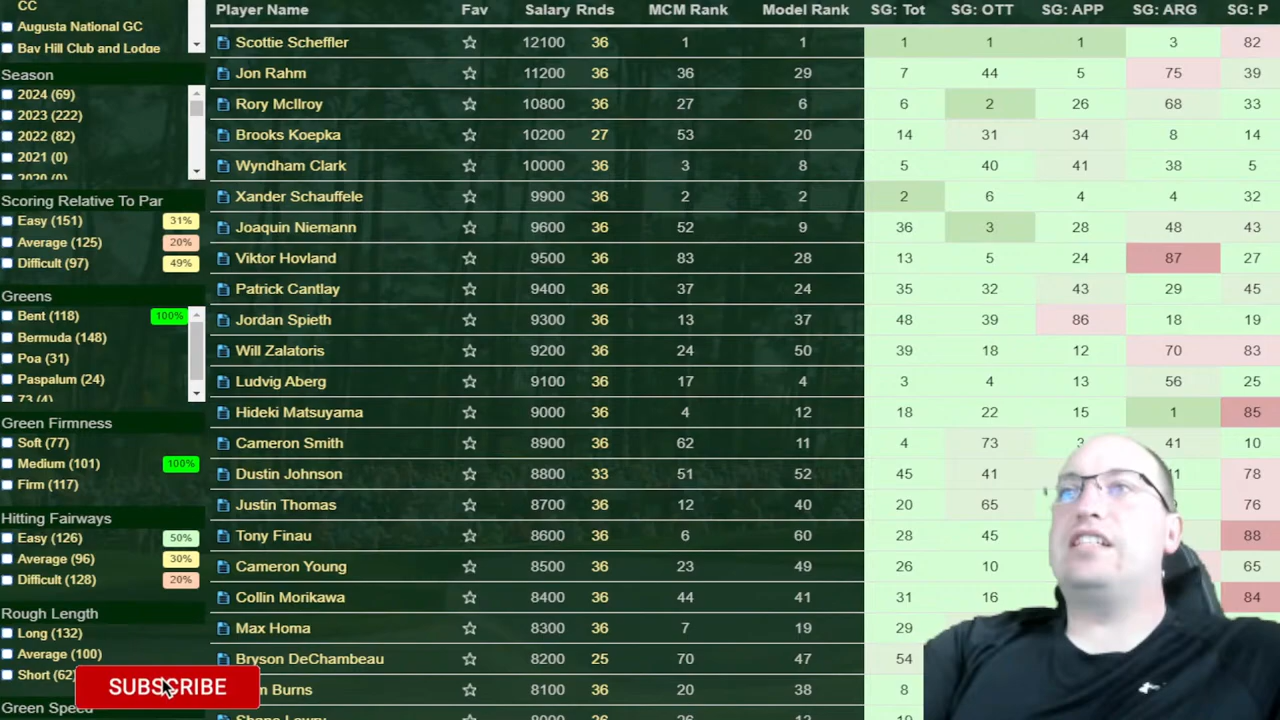 CC
Augusta National GC
Bay Hill Club and Lodge
Season
2024 (69)
2023 (222)
2022 (82)
2021 (0)
2020 (0)
Scoring Relative To Par
Easy (151) 31%
Average (125) 20%
Difficult (97) 49%
Greens
Bent (118) 100%
Bermuda (148)
Poa (31)
Paspalum (24)
73 (4)
Green Firmness
Soft (77)
Medium (101) 100%
Firm (117)
Hitting Fairways
Easy (126) 50%
Average (96) 30%
Difficult (128) 20%
Rough Length
Long (132)
Average (100)
Short (62)
Green Speed
SUBSCRIBE
Player Name Fav Salary Rnds MCM Rank Model Rank SG: Tot SG: OTT SG: APP SG: ARG SG: P
Scottie Scheffler 12100 36 1 1 1 1 1 3 82
Jon Rahm 11200 36 36 29 7 44 5 75 39
Rory McIlroy 10800 36 27 6 6 2 26 68 33
Brooks Koepka 10200 27 53 20 14 31 34 8 14
Wyndham Clark 10000 36 3 8 5 40 41 38 5
Xander Schauffele 9900 36 2 2 2 6 4 4 32
Joaquin Niemann 9600 36 52 9 36 3 28 48 43
Viktor Hovland 9500 36 83 28 13 5 24 87 27
Patrick Cantlay 9400 36 37 24 35 32 43 29 45
Jordan Spieth 9300 36 13 37 48 39 86 18 19
Will Zalatoris 9200 36 24 50 39 18 12 70 83
Ludvig Aberg 9100 36 17 4 3 4 13 56 25
Hideki Matsuyama 9000 36 4 12 18 22 15 1 85
Cameron Smith 8900 36 62 11 4 73 3 41 10
Dustin Johnson 8800 33 51 52 45 41 78
Justin Thomas 8700 36 12 40 20 65 76
Tony Finau 8600 36 6 60 28 45 88
Cameron Young 8500 36 23 49 26 10 65
Collin Morikawa 8400 36 44 41 31 16 84
Max Homa 8300 36 7 19 29
Bryson DeChambeau 8200 25 70 47 54
Burns 8100 36 20 38 8
Shane Lowry